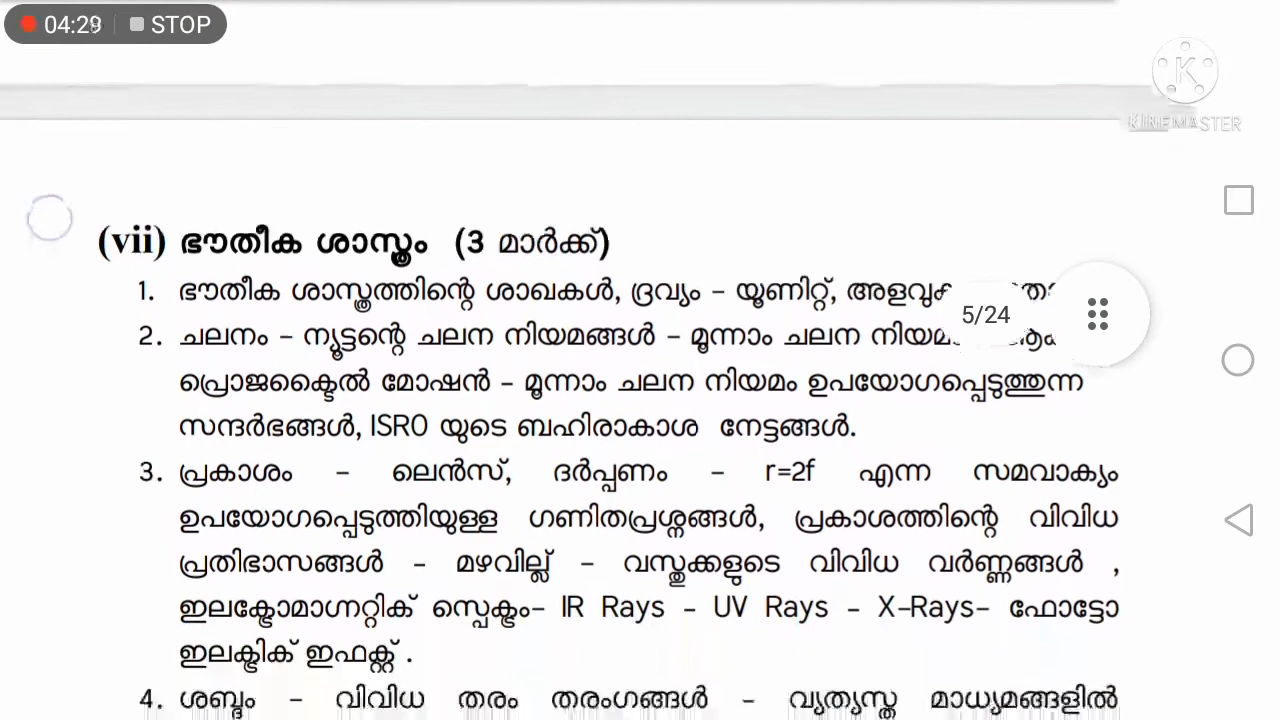 04:29 STOP
KINEMASTER
(vii) ഭൗതീക ശാസ്ത്രം (3 മാർക്ക്)
1. ഭൗതീക ശാസ്ത്രത്തിന്റെ ശാഖകൾ, ദ്രവ്യം – യൂണിറ്റ്,
5/24
2. ചലനം – ന്യൂട്ടന്റെ ചലന നിയമങ്ങൾ – മൂന്നാം ചലന
പ്രൊജക്ടൈൽ മോഷൻ – മൂന്നാം ചലന നിയമം ഉപയോഗപ്പെടുത്തുന്ന
സന്ദർഭങ്ങൾ, ISRO യുടെ ബഹിരാകാശ നേട്ടങ്ങൾ.
3. പ്രകാശം – ലെൻസ്, ദർപ്പണം – r=2f എന്ന സമവാക്യം
ഉപയോഗപ്പെടുത്തിയുള്ള ഗണിതപ്രശ്നങ്ങൾ, പ്രകാശത്തിന്റെ വിവിധ
പ്രതിഭാസങ്ങൾ – മഴവില്ല് – വസ്തുക്കളുടെ വിവിധ വർണ്ണങ്ങൾ ,
ഇലക്ട്രോമാഗ്നറ്റിക് സ്പെക്ട്രം– IR Rays – UV Rays – X–Rays– ഫോട്ടോ
ഇലക്ട്രിക് ഇഫക്റ്റ് .
4. ശബ്ദം – വിവിധ തരം തരംഗങ്ങൾ – വ്യത്യസ്ത മാധ്യമങ്ങളിൽ